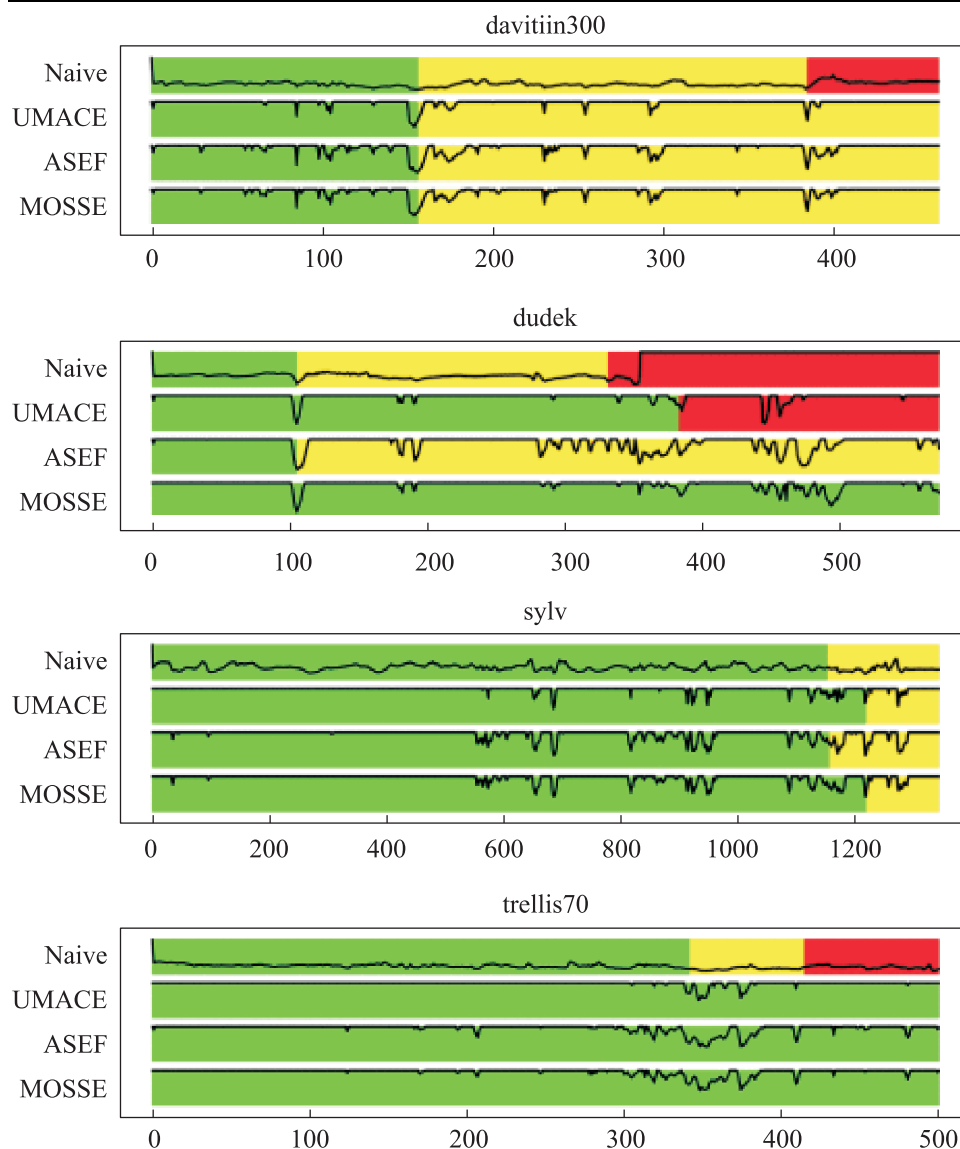 davitiin300
Naive
UMACE
ASEF
MOSSE
0 100 200 300 400
dudek
Naive
UMACE
ASEF
MOSSE
0 100 200 300 400 500
sylv
Naive
UMACE
ASEF
MOSSE
0 200 400 600 800 1000 1200
trellis70
Naive
UMACE
ASEF
MOSSE
0 100 200 300 400 500